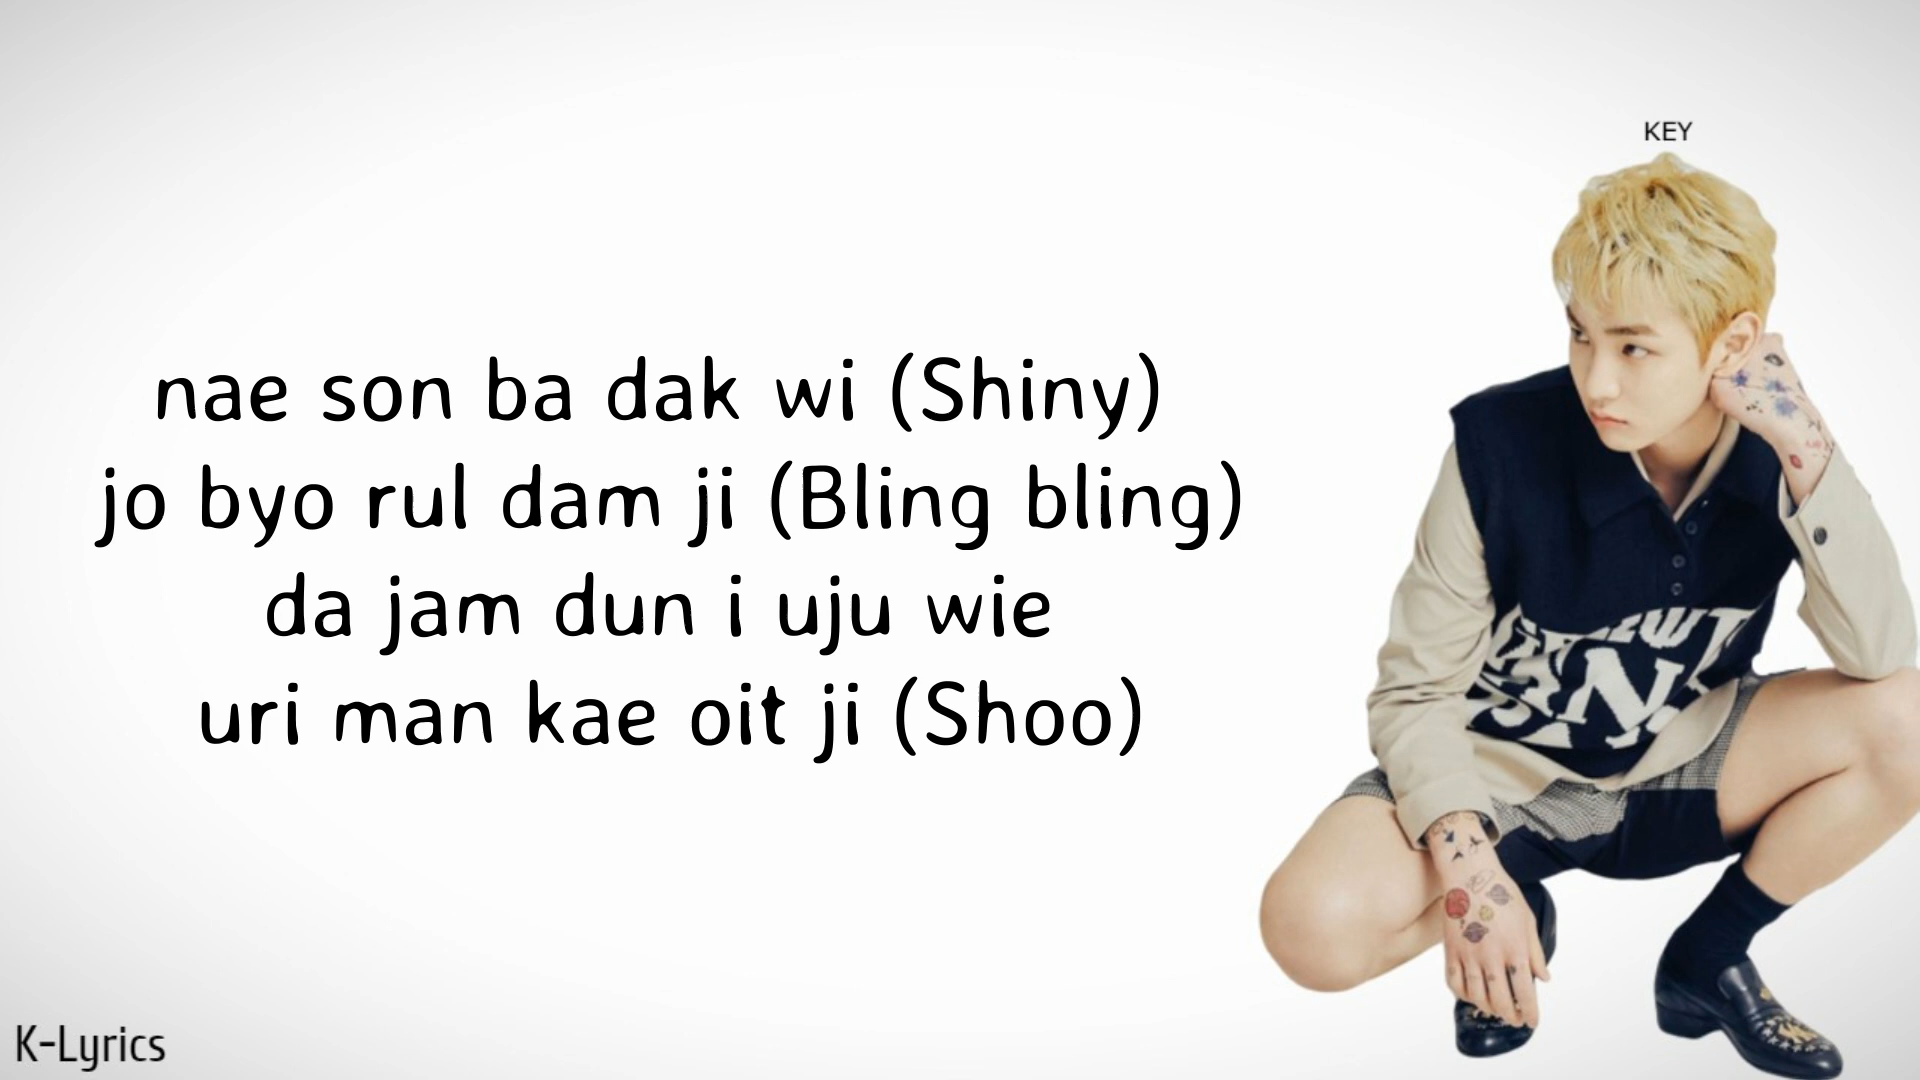 KEY
nae son ba dak wi (Shiny)
jo byo rul dam ji (Bling bling)
da jam dun i uju wie
uri man kae oit ji (Shoo)
K-Lyrics